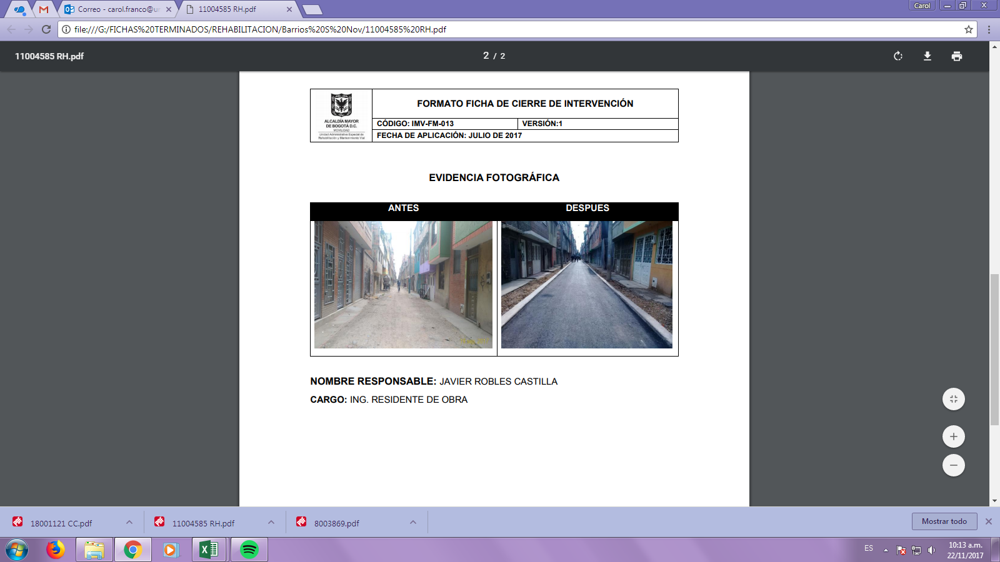 Correo - carol.franco@u
11004585 RH.pdf
Carol
file:///G:/FICHAS%20TERMINADOS/REHABILITACION/Barrios%20S%20Nov/11004585%20RH.pdf
11004585 RH.pdf
2 / 2
ALCALDÍA MAYOR
DE BOGOTÁ D.C.
MOVILIDAD
Unidad Administrativa Especial de
Rehabilitación y Mantenimiento Vial
FORMATO FICHA DE CIERRE DE INTERVENCIÓN
CÓDIGO: IMV-FM-013
VERSIÓN:1
FECHA DE APLICACIÓN: JULIO DE 2017
EVIDENCIA FOTOGRÁFICA
ANTES
DESPUES
NOMBRE RESPONSABLE: JAVIER ROBLES CASTILLA
CARGO: ING. RESIDENTE DE OBRA
18001121 CC.pdf
11004585 RH.pdf
8003869.pdf
Mostrar todo
ES
10:13 a.m.
22/11/2017